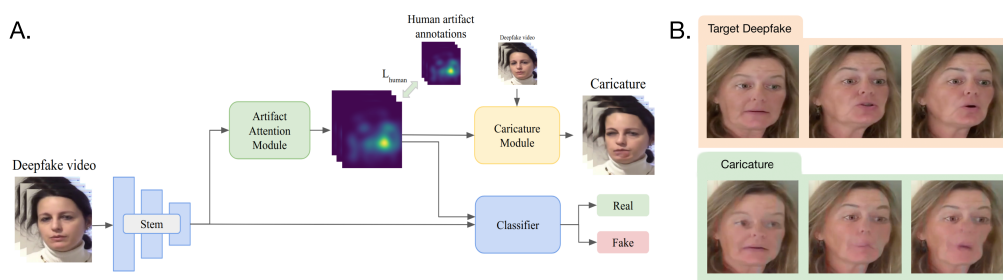 A.
Human artifact
annotations
Deepfake video
L human
Artifact
Attention
Module
Caricature
Module
Caricature
Deepfake video
Stem
Classifier
Real
Fake
B.
Target Deepfake
Caricature